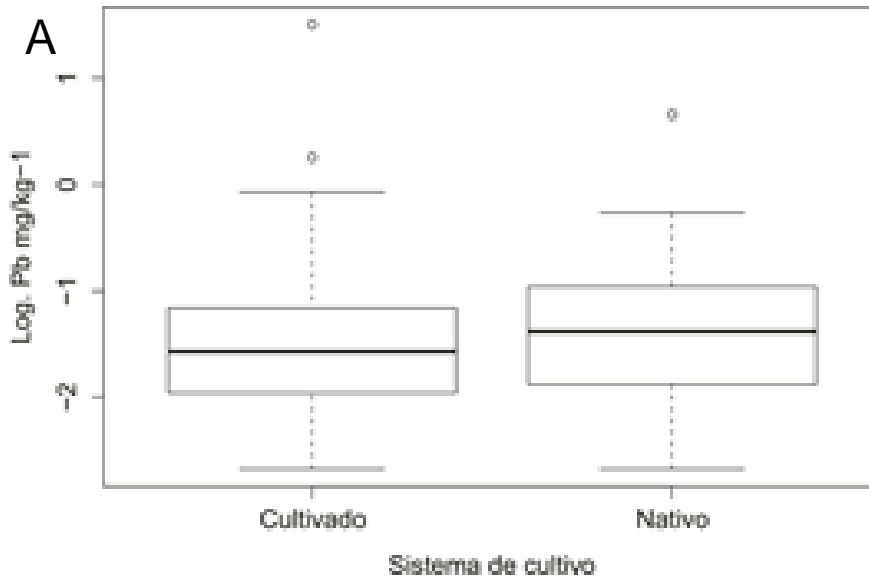 A
Log. Pb mg/kg-1
1
0
-1
-2
Cultivado Nativo
Sistema de cultivo